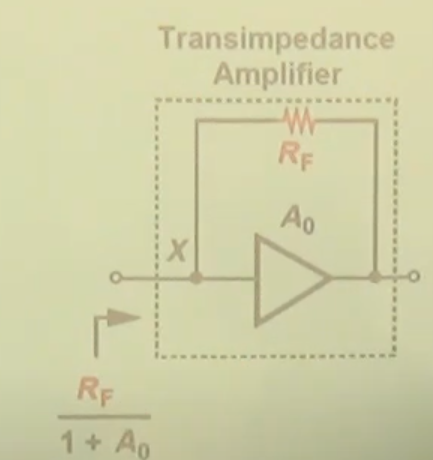 Transimpedance
Amplifier
R_F
A_0
X
R_F
1 + A_0